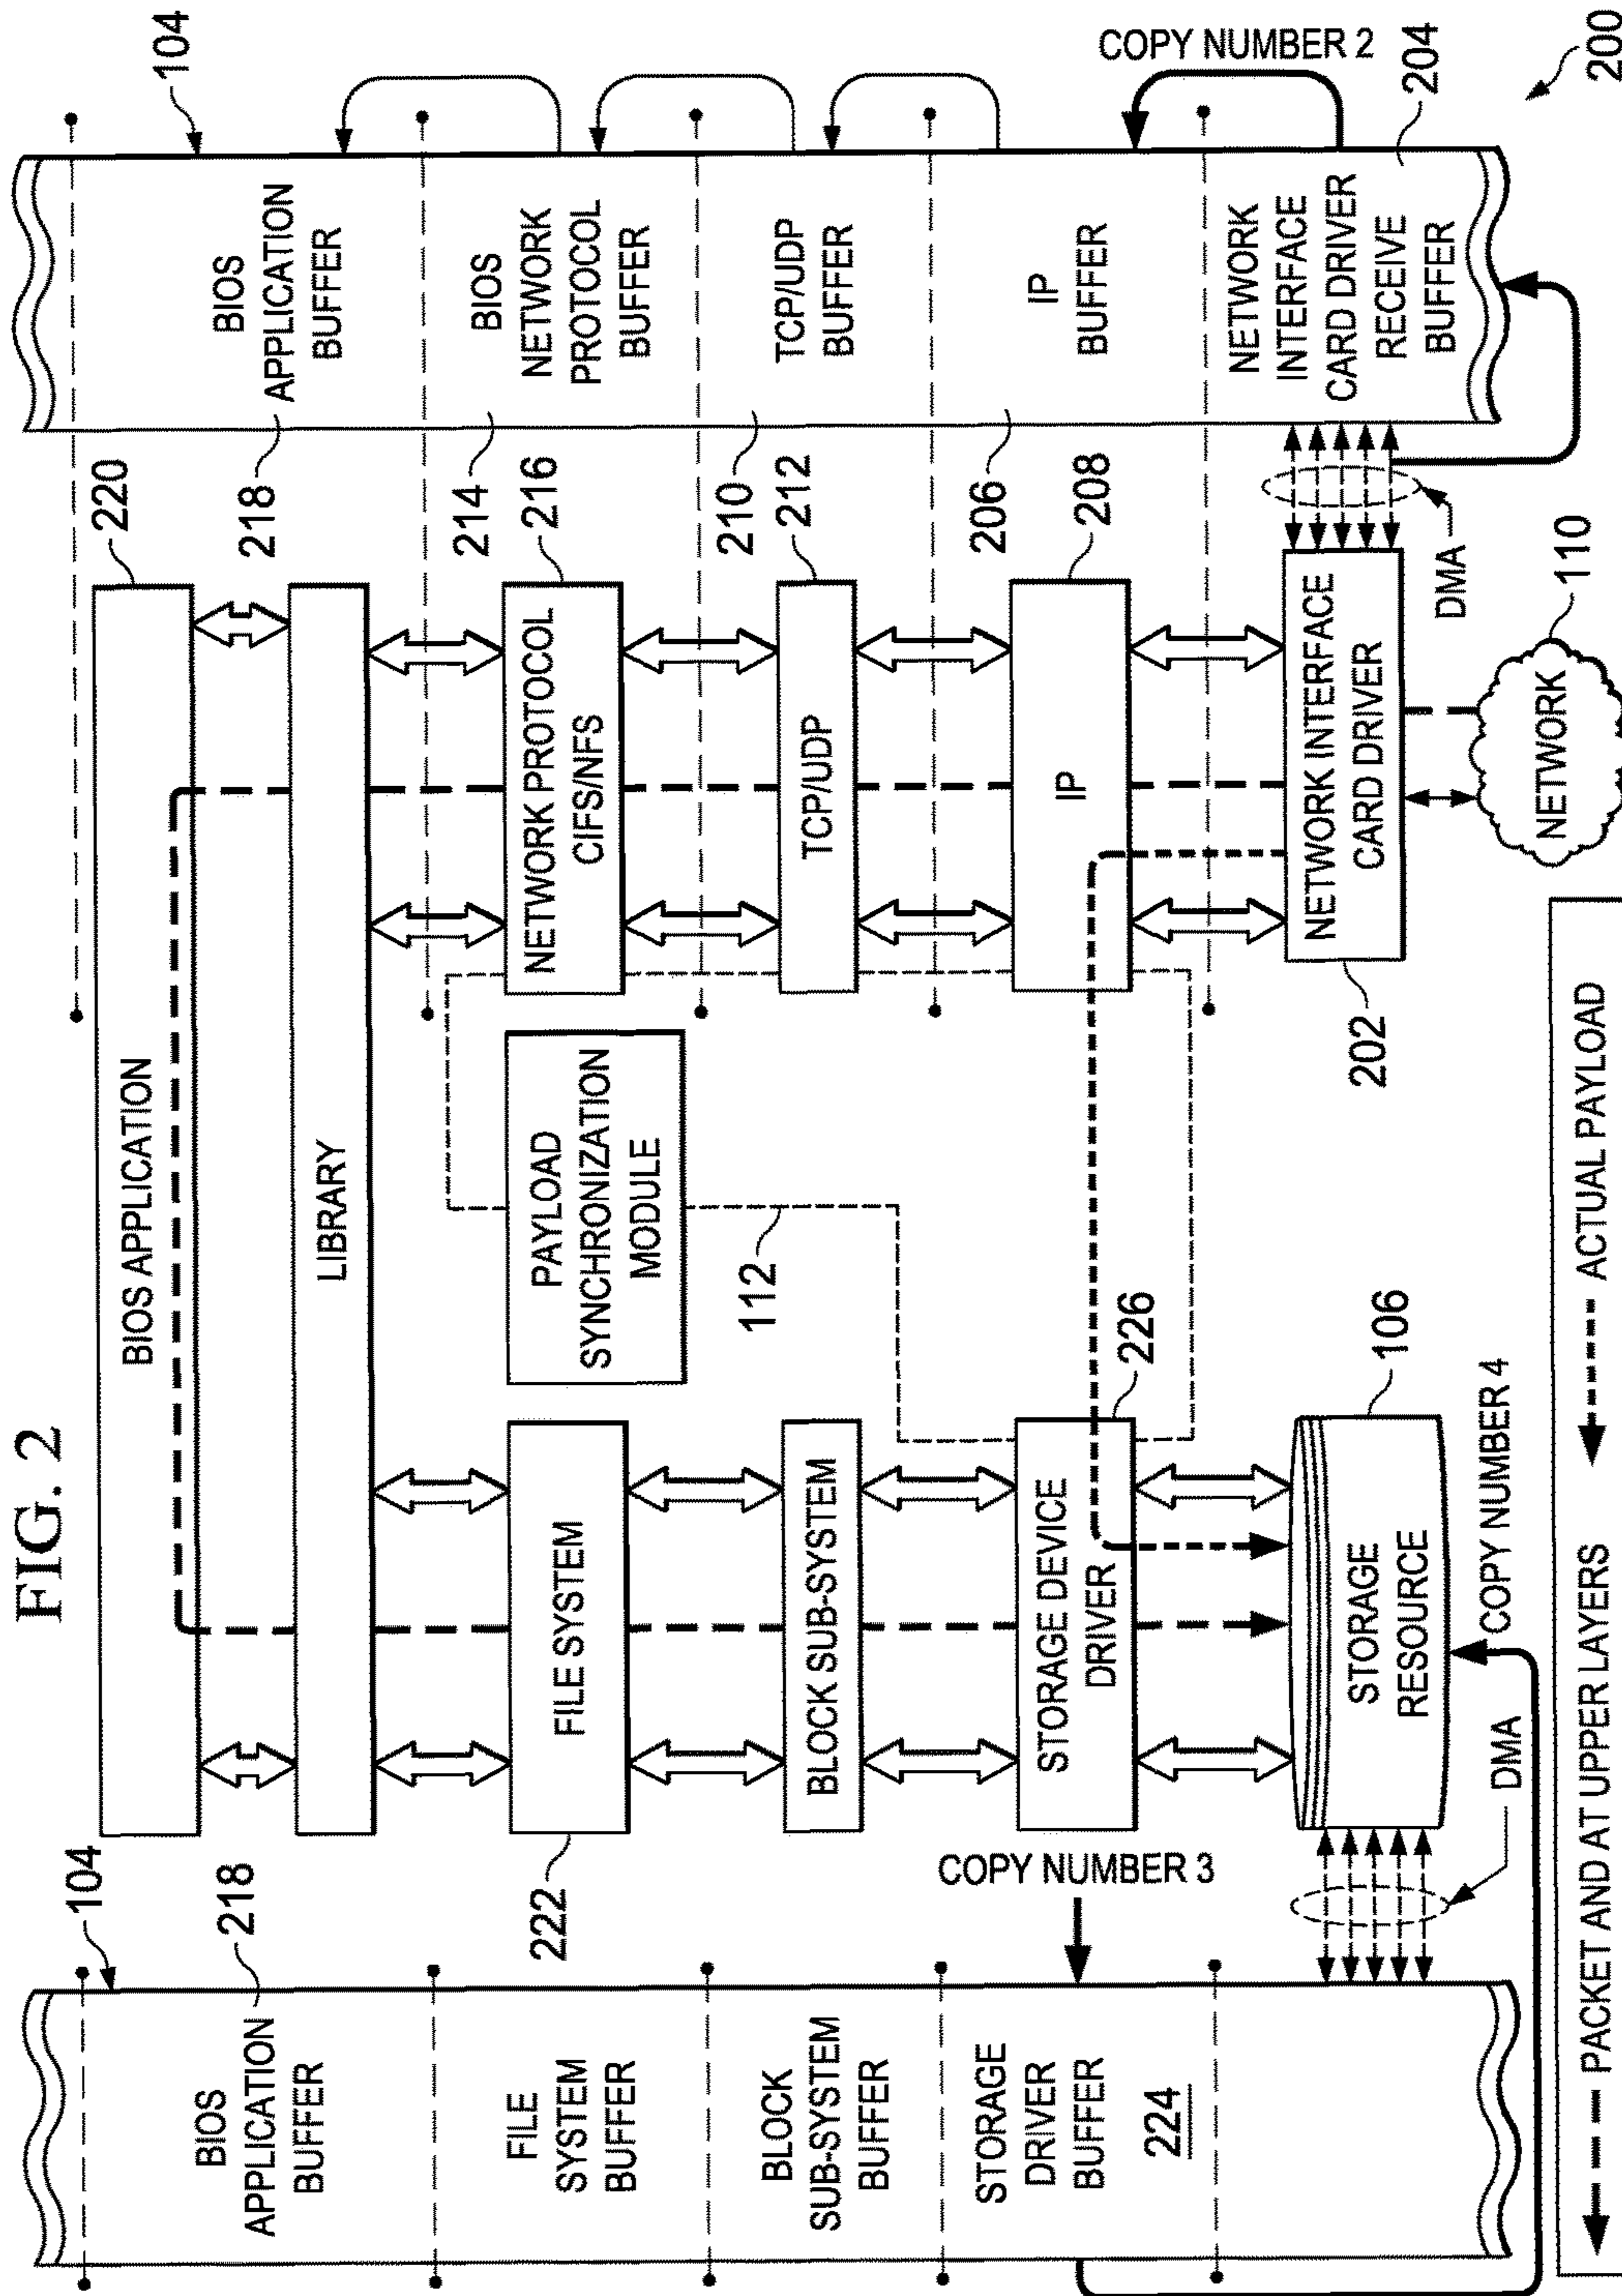 FIG. 2
104
BIOS
APPLICATION
BUFFER
218
FILE
SYSTEM
BUFFER
BLOCK
SUB-SYSTEM
BUFFER
STORAGE
DRIVER
BUFFER
224
COPY NUMBER 3
BIOS APPLICATION
220
LIBRARY
FILE SYSTEM
222
BLOCK SUB-SYSTEM
STORAGE DEVICE
DRIVER
226
STORAGE
RESOURCE
106
DMA
COPY NUMBER 4
PAYLOAD
SYNCHRONIZATION
MODULE
112
NETWORK PROTOCOL
CIFS/NFS
216
TCP/UDP
212
IP
208
NETWORK INTERFACE
CARD DRIVER
202
DMA
NETWORK
110
104
BIOS
APPLICATION
BUFFER
218
BIOS
NETWORK
PROTOCOL
BUFFER
214
TCP/UDP
BUFFER
210
IP
BUFFER
206
NETWORK
INTERFACE
CARD DRIVER
RECEIVE
BUFFER
204
COPY NUMBER 2
200
PACKET AND AT UPPER LAYERS
ACTUAL PAYLOAD